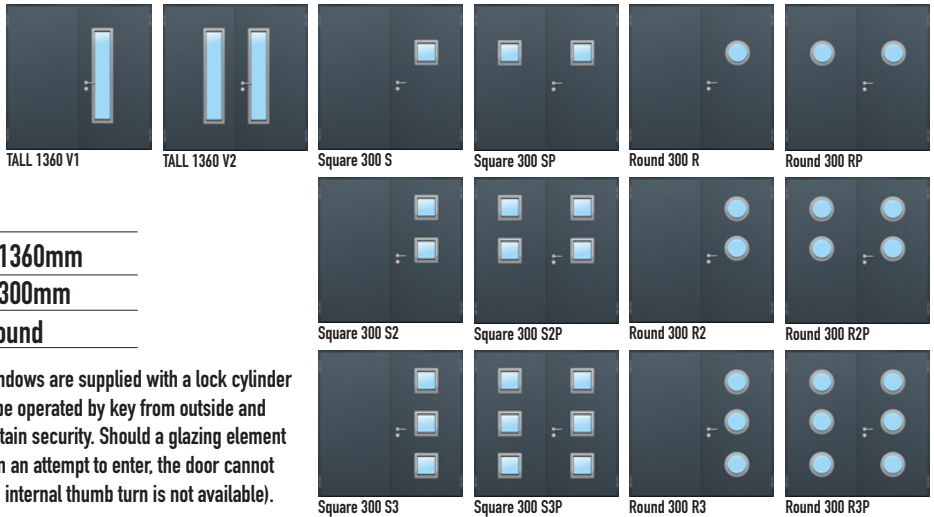 TALL 1360 V1
TALL 1360 V2
Square 300 S
Square 300 SP
Round 300 R
Round 300 RP
1360mm
300mm
ound
Square 300 S2
Square 300 S2P
Round 300 R2
Round 300 R2P
ndows are supplied with a lock cylinder
be operated by key from outside and
tain security. Should a glazing element
n an attempt to enter, the door cannot
internal thumb turn is not available).
Square 300 S3
Square 300 S3P
Round 300 R3
Round 300 R3P